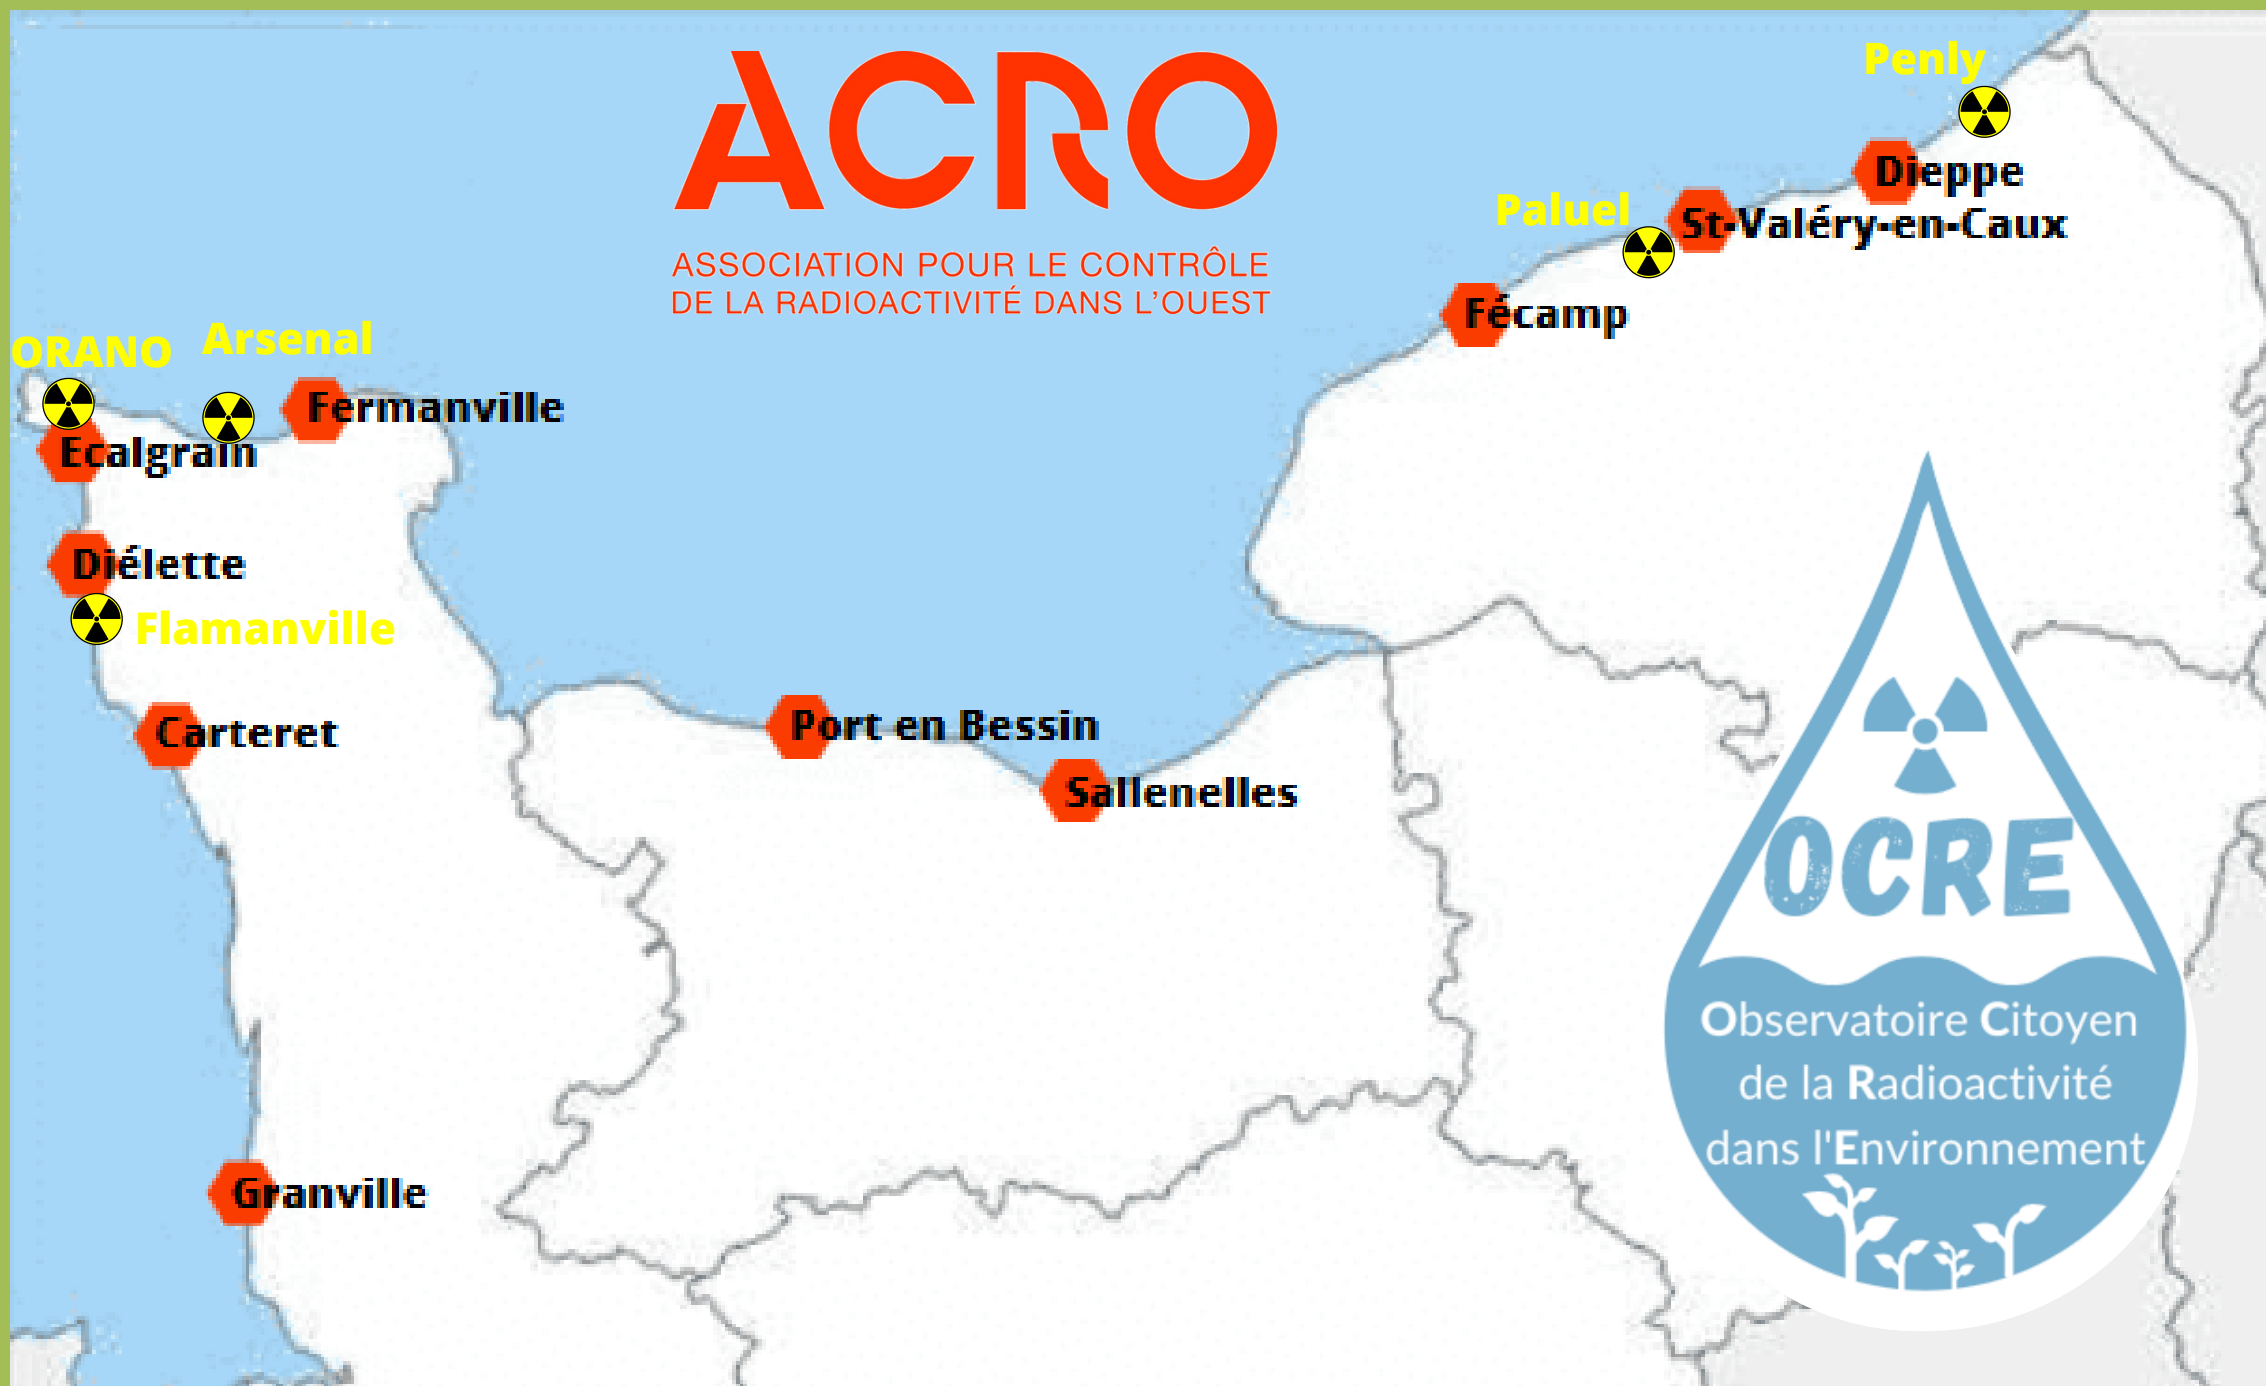 Penly
ACRO
Dieppe
Paluel
St-Valéry-en-Caux
ASSOCIATION POUR LE CONTRÔLE
DE LA RADIOACTIVITÉ DANS L'OUEST
Fécamp
ORANO
Arsenal
Fermanville
Ecalgrain
Diélette
Flamanville
Carteret
Port en Bessin
Sallenelles
OCRE
Observatoire Citoyen
de la Radioactivité
dans l'Environnement
Granville